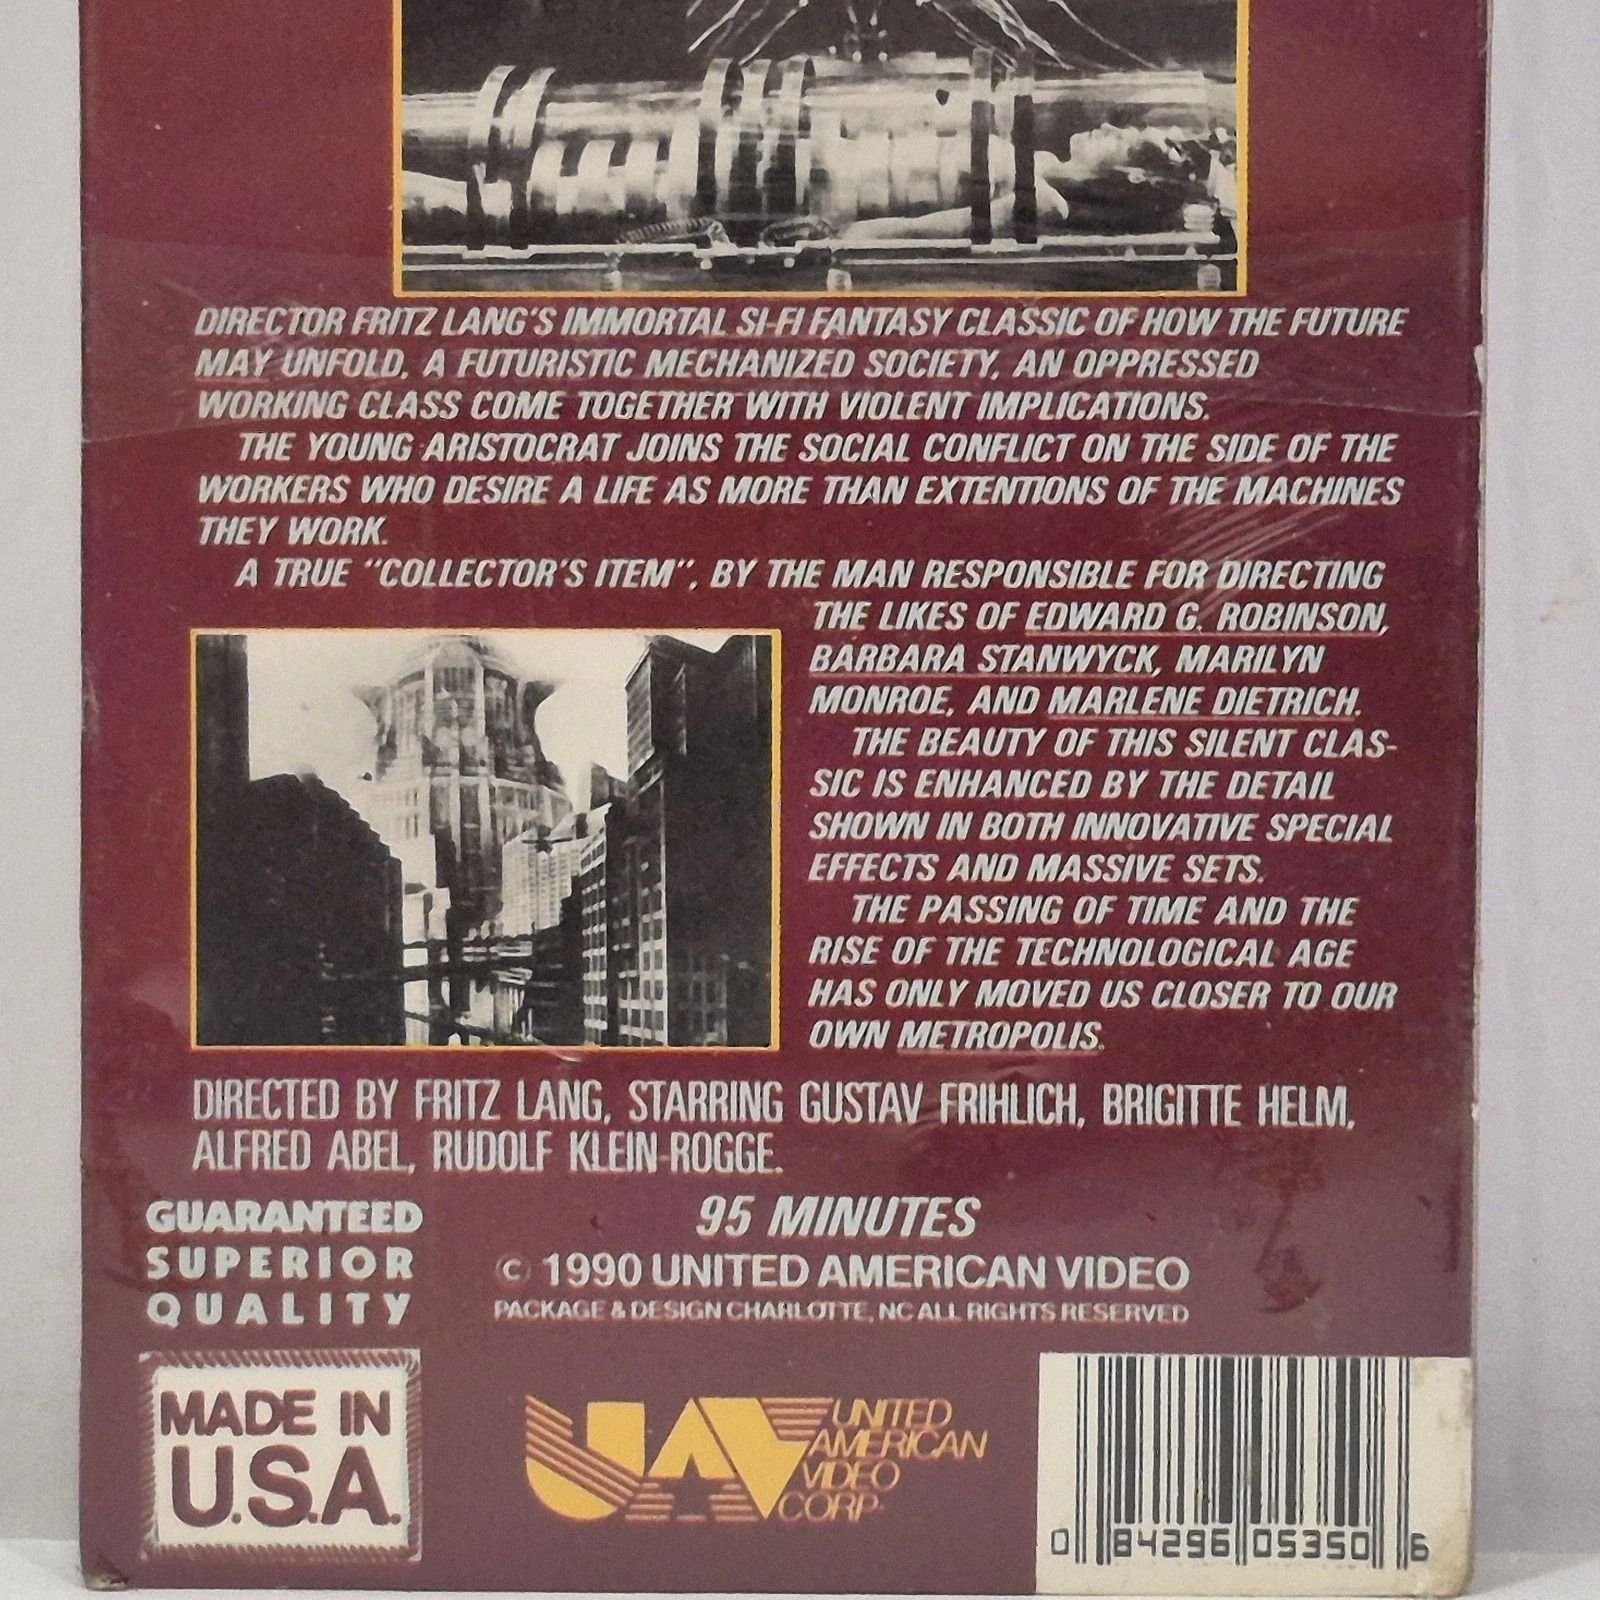 DIRECTOR FRITZ LANG'S IMMORTAL SI-FI FANTASY CLASSIC OF HOW THE FUTURE
MAY UNFOLD, A FUTURISTIC MECHANIZED SOCIETY, AN OPPRESSED
WORKING CLASS COME TOGETHER WITH VIOLENT IMPLICATIONS.
THE YOUNG ARISTOCRAT JOINS THE SOCIAL CONFLICT ON THE SIDE OF THE
WORKERS WHO DESIRE A LIFE AS MORE THAN EXTENTIONS OF THE MACHINES
THEY WORK.
A TRUE "COLLECTOR'S ITEM", BY THE MAN RESPONSIBLE FOR DIRECTING
THE LIKES OF EDWARD G. ROBINSON,
BARBARA STANWYCK, MARILYN
MONROE, AND MARLENE DIETRICH.
THE BEAUTY OF THIS SILENT CLAS-
SIC IS ENHANCED BY THE DETAIL
SHOWN IN BOTH INNOVATIVE SPECIAL
EFFECTS AND MASSIVE SETS.
THE PASSING OF TIME AND THE
RISE OF THE TECHNOLOGICAL AGE
HAS ONLY MOVED US CLOSER TO OUR
OWN METROPOLIS.
DIRECTED BY FRITZ LANG, STARRING GUSTAV FRIHLICH, BRIGITTE HELM,
ALFRED ABEL, RUDOLF KLEIN-ROGGE.
GUARANTEED
SUPERIOR
QUALITY
95 MINUTES
© 1990 UNITED AMERICAN VIDEO
PACKAGE & DESIGN CHARLOTTE, NC ALL RIGHTS RESERVED
MADE IN
U.S.A.
UAV
UNITED
AMERICAN
VIDEO
CORP.
0 84296 05350 6